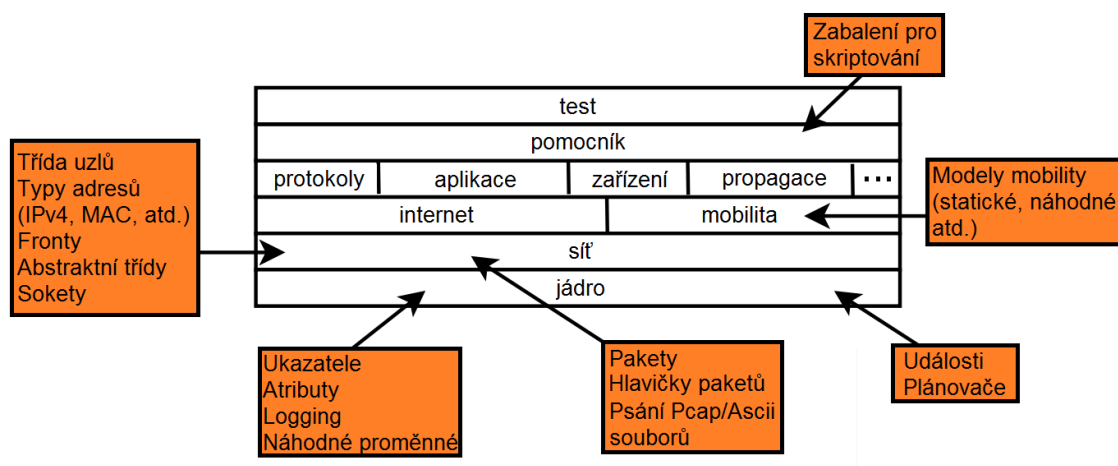 Zabalení pro
skriptování
test
pomocník
protokoly aplikace zařízení propagace ...
internet mobilita
síť
jádro
Třída uzlů
Typy adresů
(IPv4, MAC, atd.)
Fronty
Abstraktní třídy
Sokety
Modely mobility
(statické, náhodné
atd.)
Ukazatele
Atributy
Logging
Náhodné proměnné
Pakety
Hlavičky paketů
Psání Pcap/Ascii
souborů
Události
Plánovače